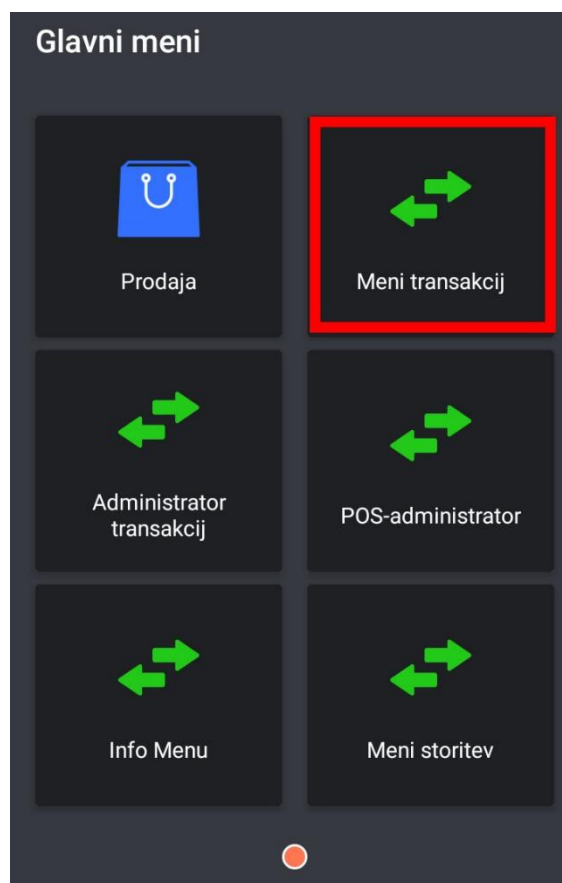 Glavni meni
Prodaja
Meni transakcij
Administrator
transakcij
POS-administrator
Info Menu
Meni storitev